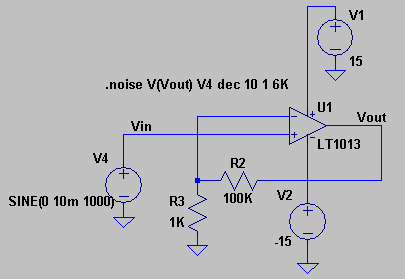 V1
15
.noise V(Vout) V4 dec 10 1 6K
U1
Vout
Vin
LT1013
V4
R2
SINE(0 10m 1000)
R3
100K
V2
1K
-15